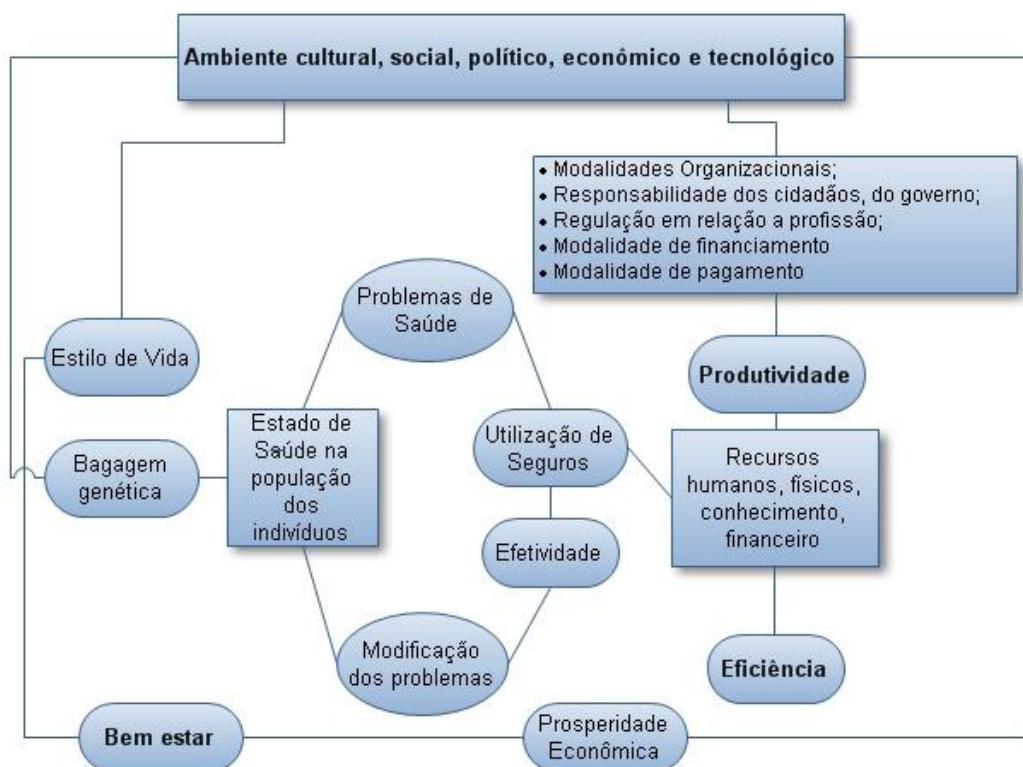 Ambiente cultural, social, político, econômico e tecnológico
• Modalidades Organizacionais;
• Responsabilidade dos cidadãos, do governo;
• Regulação em relação a profissão;
• Modalidade de financiamento
• Modalidade de pagamento
Problemas de
Saúde
Estilo de Vida
Produtividade
Estado de
Saúde na
população
dos
indivíduos
Utilização de
Seguros
Bagagem
genética
Recursos
humanos, físicos,
conhecimento,
financeiro
Efetividade
Modificação
dos problemas
Eficiência
Bem estar
Prosperidade
Econômica